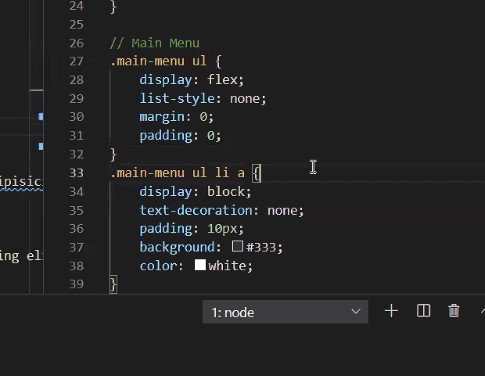 24 }
25
26 // Main Menu
27 .main-menu ul {
28 display: flex;
29 list-style: none;
30 margin: 0;
31 padding: 0;
32 }
33 .main-menu ul li a {
ipisici
34 display: block;
35 text-decoration: none;
36 padding: 10px;
37 background: #333;
ing eli
38 color: white;
39 }
1: node